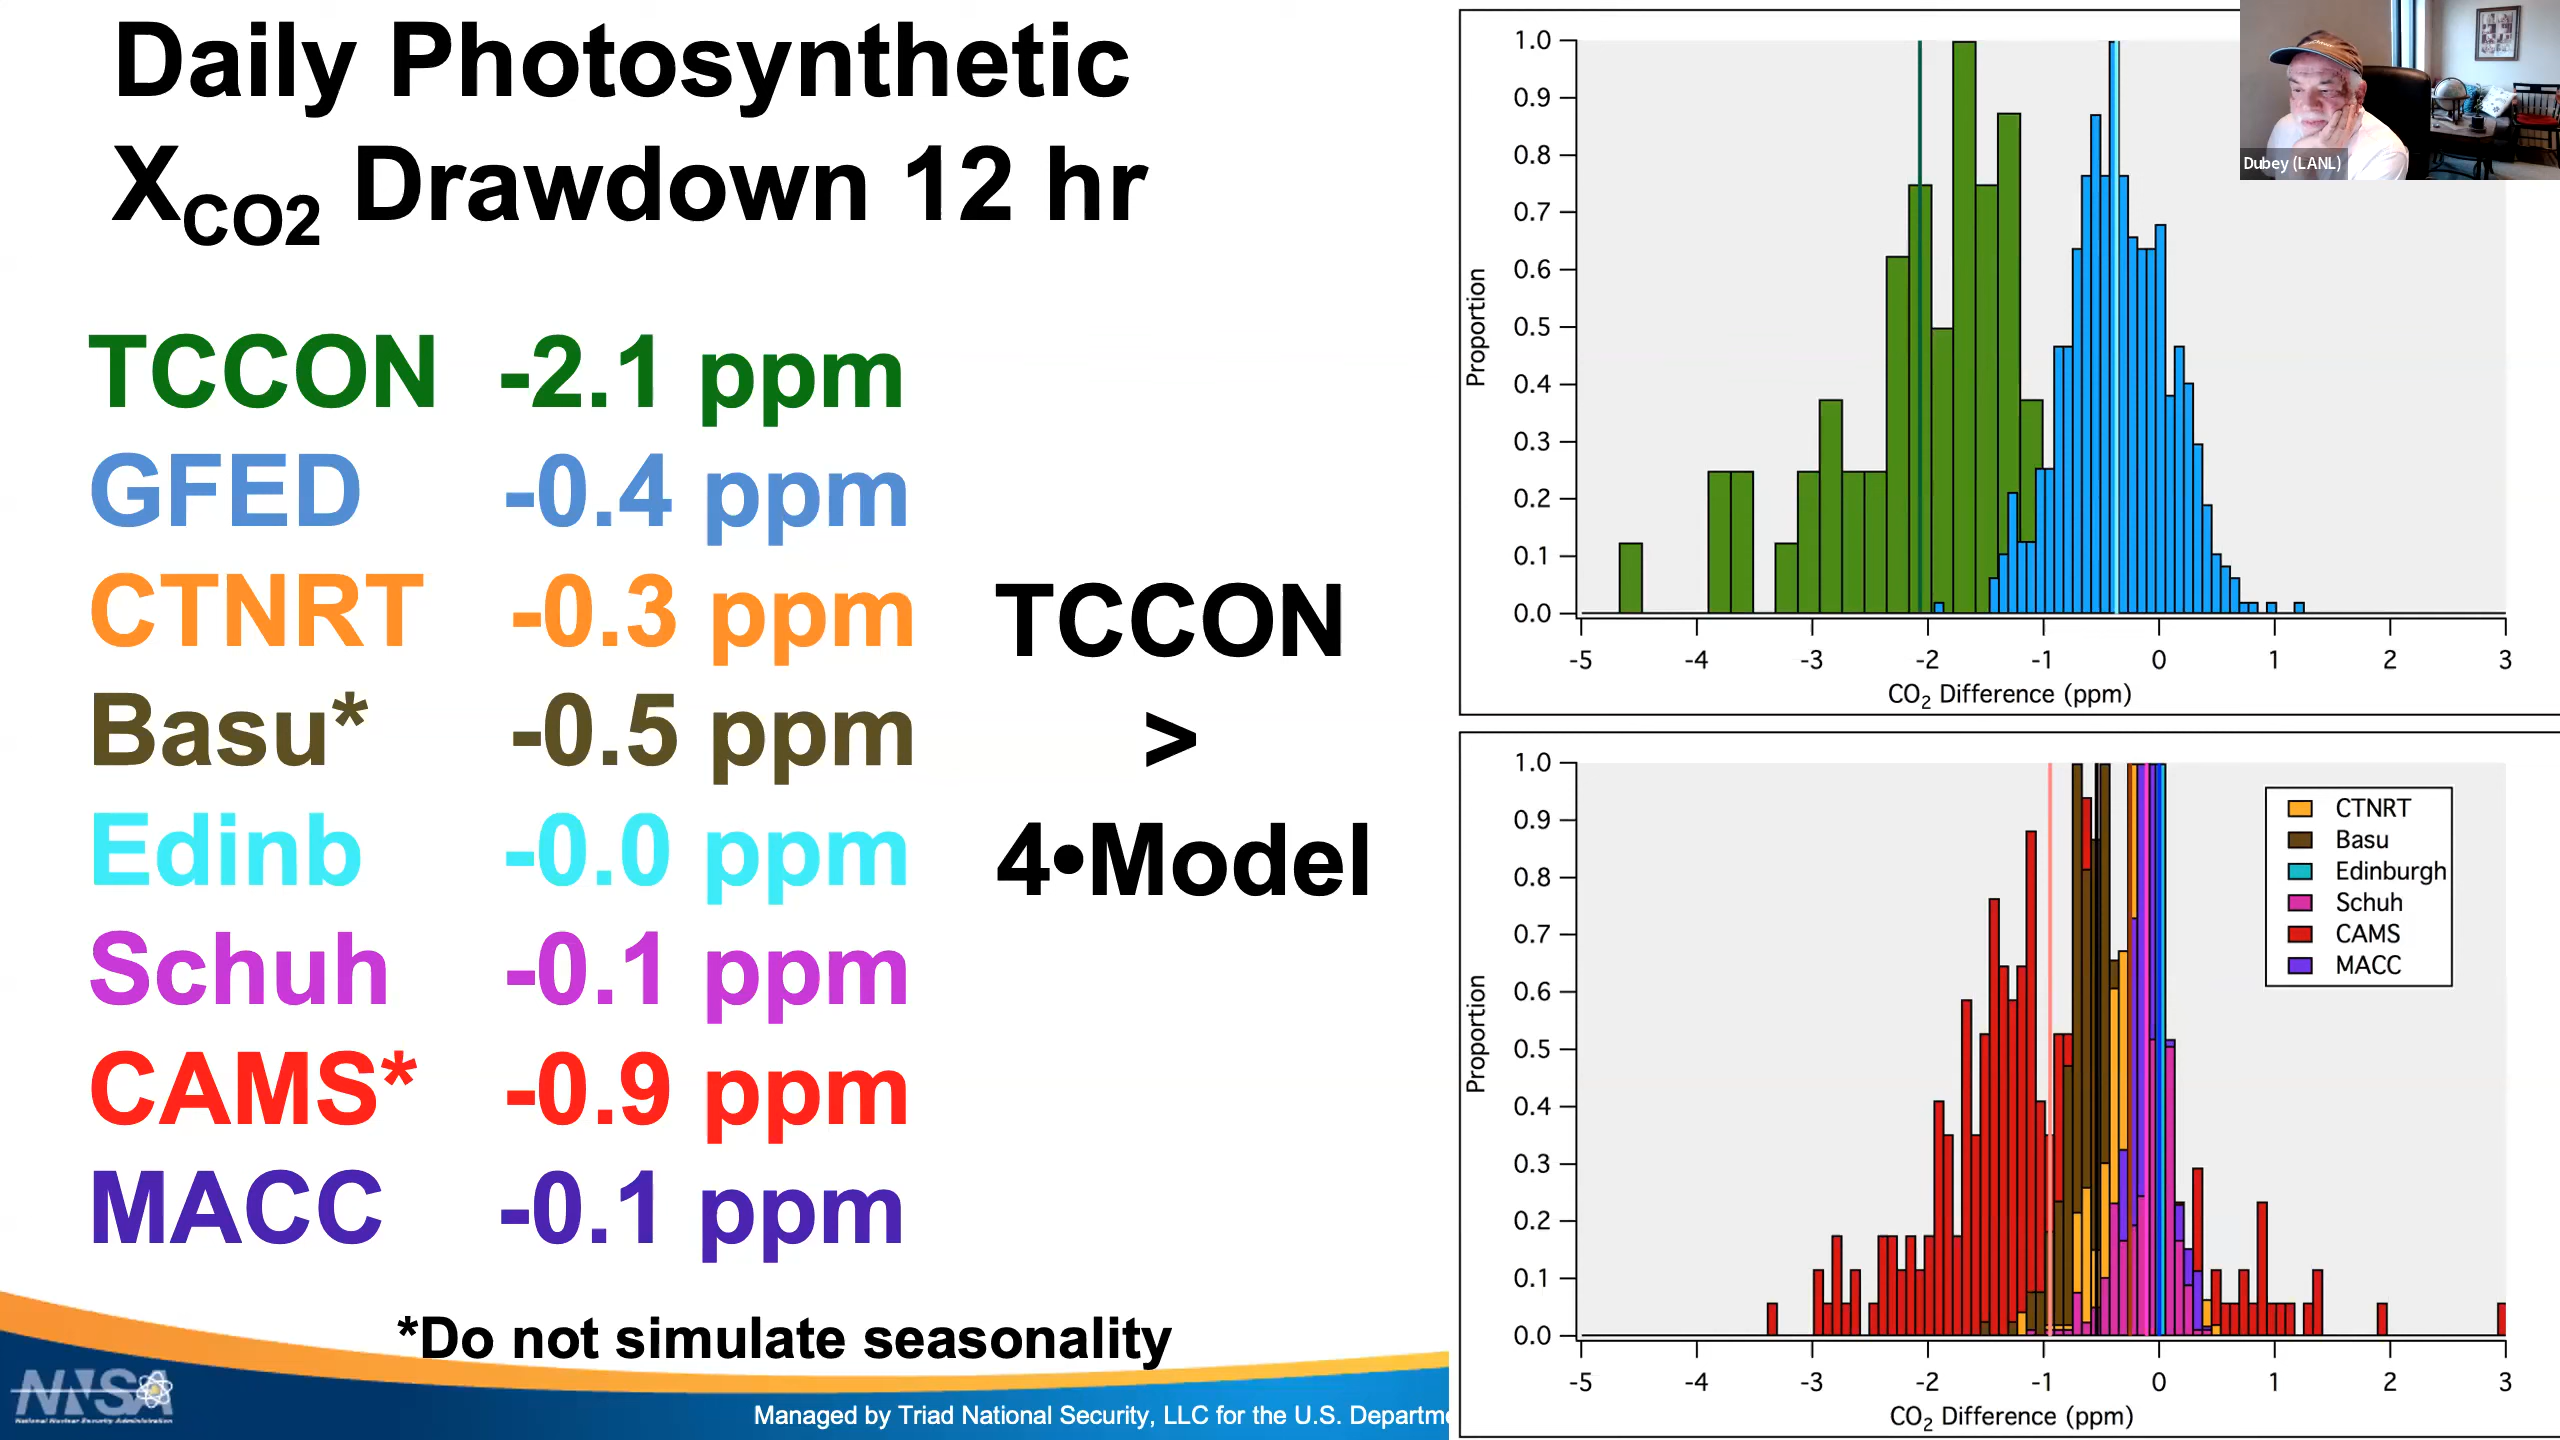 Daily Photosynthetic
XCO2 Drawdown 12 hr
TCCON -2.1 ppm
GFED -0.4 ppm
CTNRT -0.3 ppm
Basu* -0.5 ppm
Edinb -0.0 ppm
Schuh -0.1 ppm
CAMS* -0.9 ppm
MACC -0.1 ppm
TCCON
>
4•Model
*Do not simulate seasonality
NNSA
National Nuclear Security Administration
Managed by Triad National Security, LLC for the U.S. Departme
Proportion
1.0
0.9
0.8
0.7
0.6
0.5
0.4
0.3
0.2
0.1
0.0
-5 -4 -3 -2 -1 0 1 2 3
CO2 Difference (ppm)
Dubey (LANL)
Proportion
1.0
0.9
0.8
0.7
0.6
0.5
0.4
0.3
0.2
0.1
0.0
CTNRT
Basu
Edinburgh
Schuh
CAMS
MACC
-5 -4 -3 -2 -1 0 1 2 3
CO2 Difference (ppm)